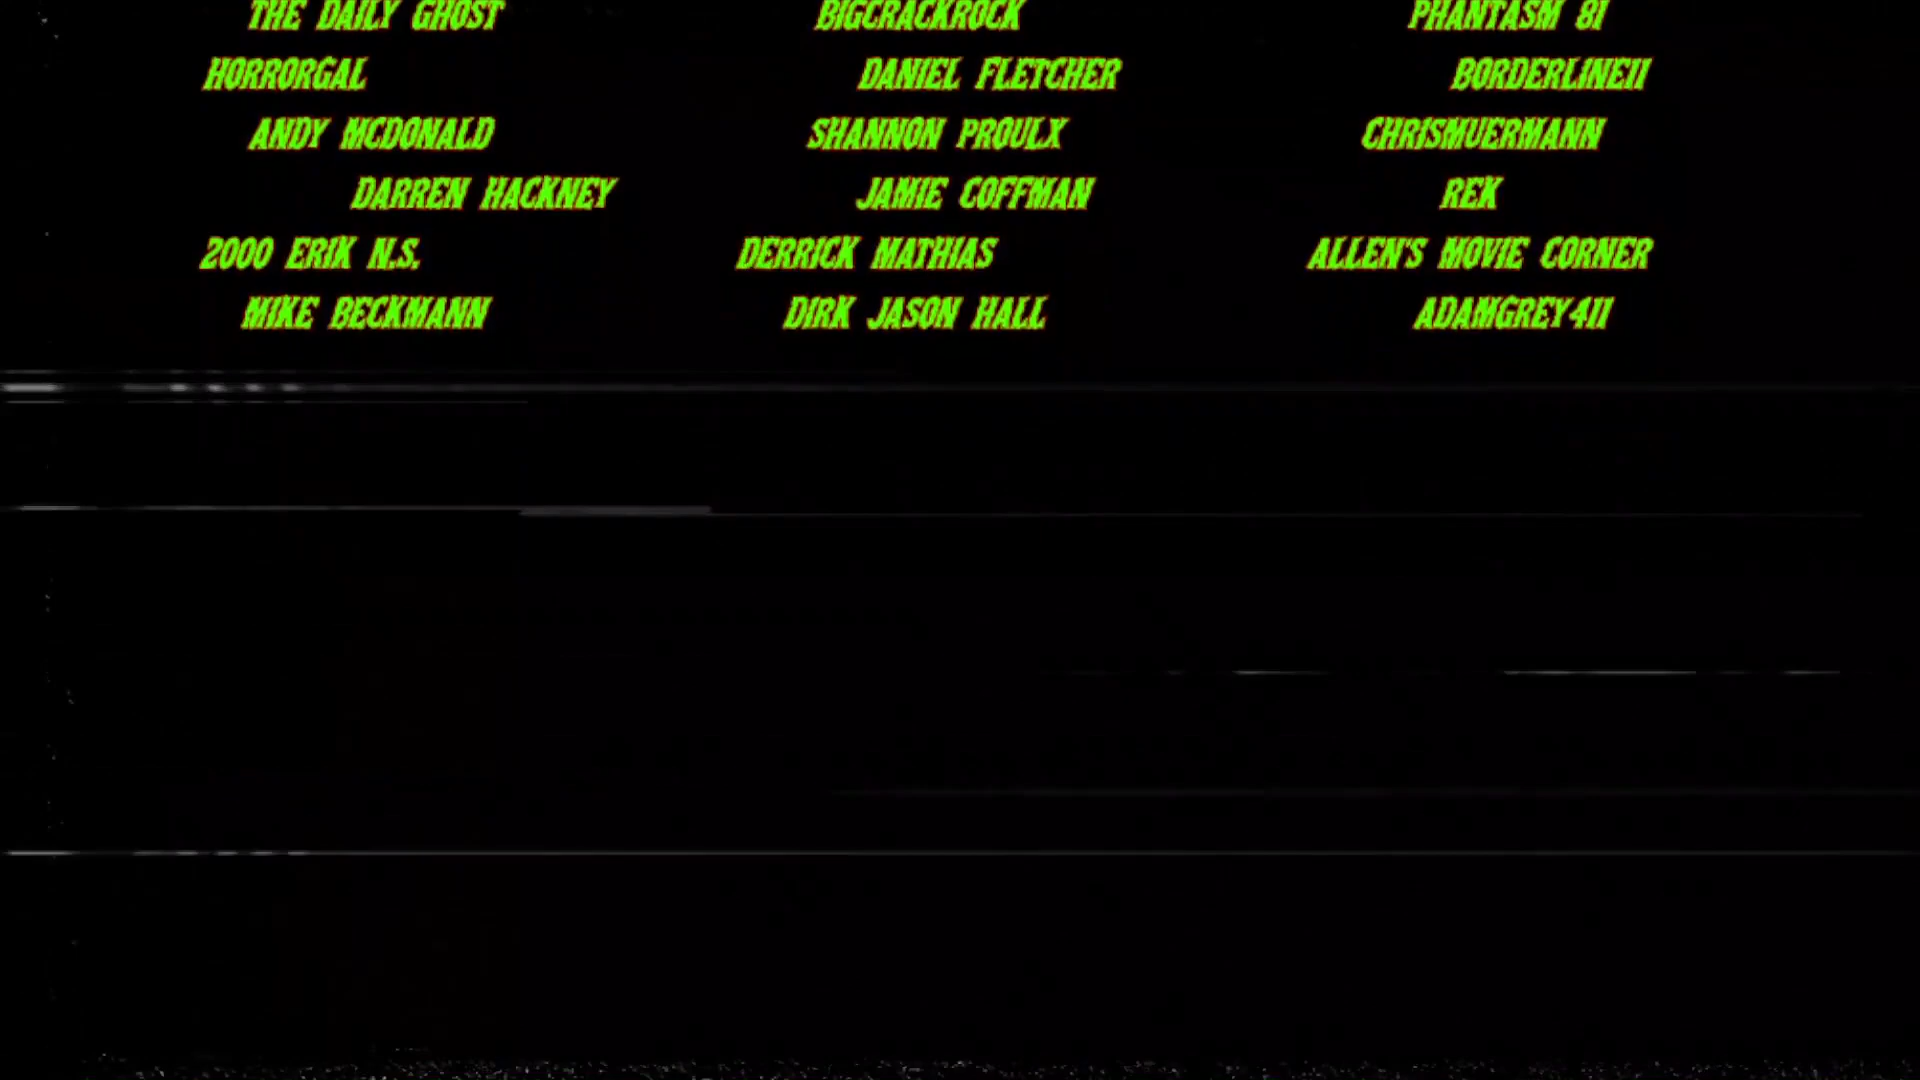 THE DAILY GHOST BIGCRACKROCK PHANTASM 81
HORRORGAL DANIEL FLETCHER BORDERLINE11
ANDY MCDONALD SHANNON PROULX CHRISMUERMANN
DARREN HACKNEY JAMIE COFFMAN REX
2000 ERIK N.S. DERRICK MATHIAS ALLEN'S MOVIE CORNER
MIKE BECKMANN DIRK JASON HALL ADAMGREY411